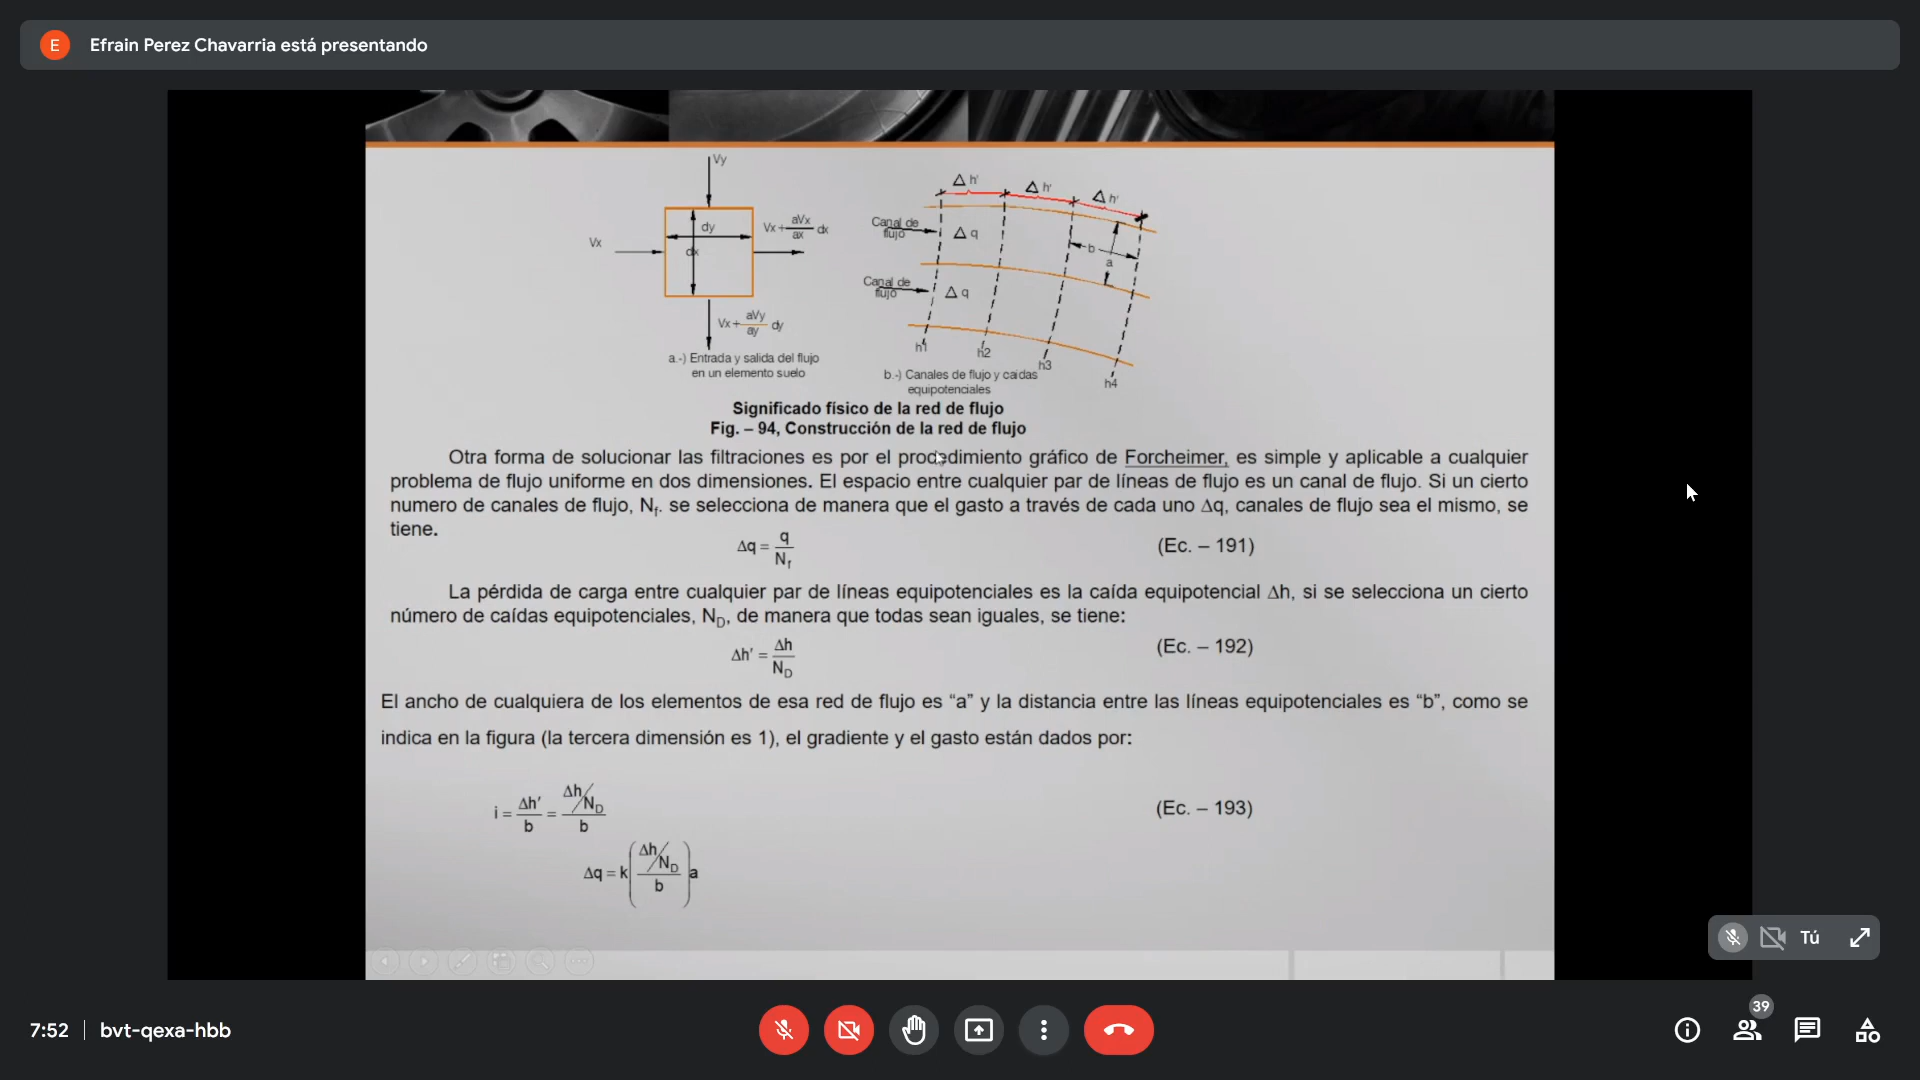 E
Efrain Perez Chavarria está presentando
Vy
dy
dx
Vx
Vx+ aVx/ax dx
Vx+ aVy/ay dy
a.-) Entrada y salida del flujo
en un elemento suelo
Δ h'
Δ h'
Δ h'
Canal de
flujo
Δ q
b
a
Canal de
flujo
Δ q
h1
h2
h3
h4
b.-) Canales de flujo y caidas
equipotenciales
Significado físico de la red de flujo
Fig. – 94, Construcción de la red de flujo
Otra forma de solucionar las filtraciones es por el procedimiento gráfico de Forcheimer, es simple y aplicable a cualquier
problema de flujo uniforme en dos dimensiones. El espacio entre cualquier par de líneas de flujo es un canal de flujo. Si un cierto
numero de canales de flujo, Nf. se selecciona de manera que el gasto a través de cada uno Δq, canales de flujo sea el mismo, se
tiene.
Δq = q/Nf (Ec. – 191)
La pérdida de carga entre cualquier par de líneas equipotenciales es la caída equipotencial Δh, si se selecciona un cierto
número de caídas equipotenciales, ND, de manera que todas sean iguales, se tiene:
Δh' = Δh/ND (Ec. – 192)
El ancho de cualquiera de los elementos de esa red de flujo es “a” y la distancia entre las líneas equipotenciales es “b”, como se
indica en la figura (la tercera dimensión es 1), el gradiente y el gasto están dados por:
i = Δh'/b = (Δh/ND)/b (Ec. – 193)
Δq = k((Δh/ND)/b)a
Tú
7:52 | bvt-qexa-hbb
39